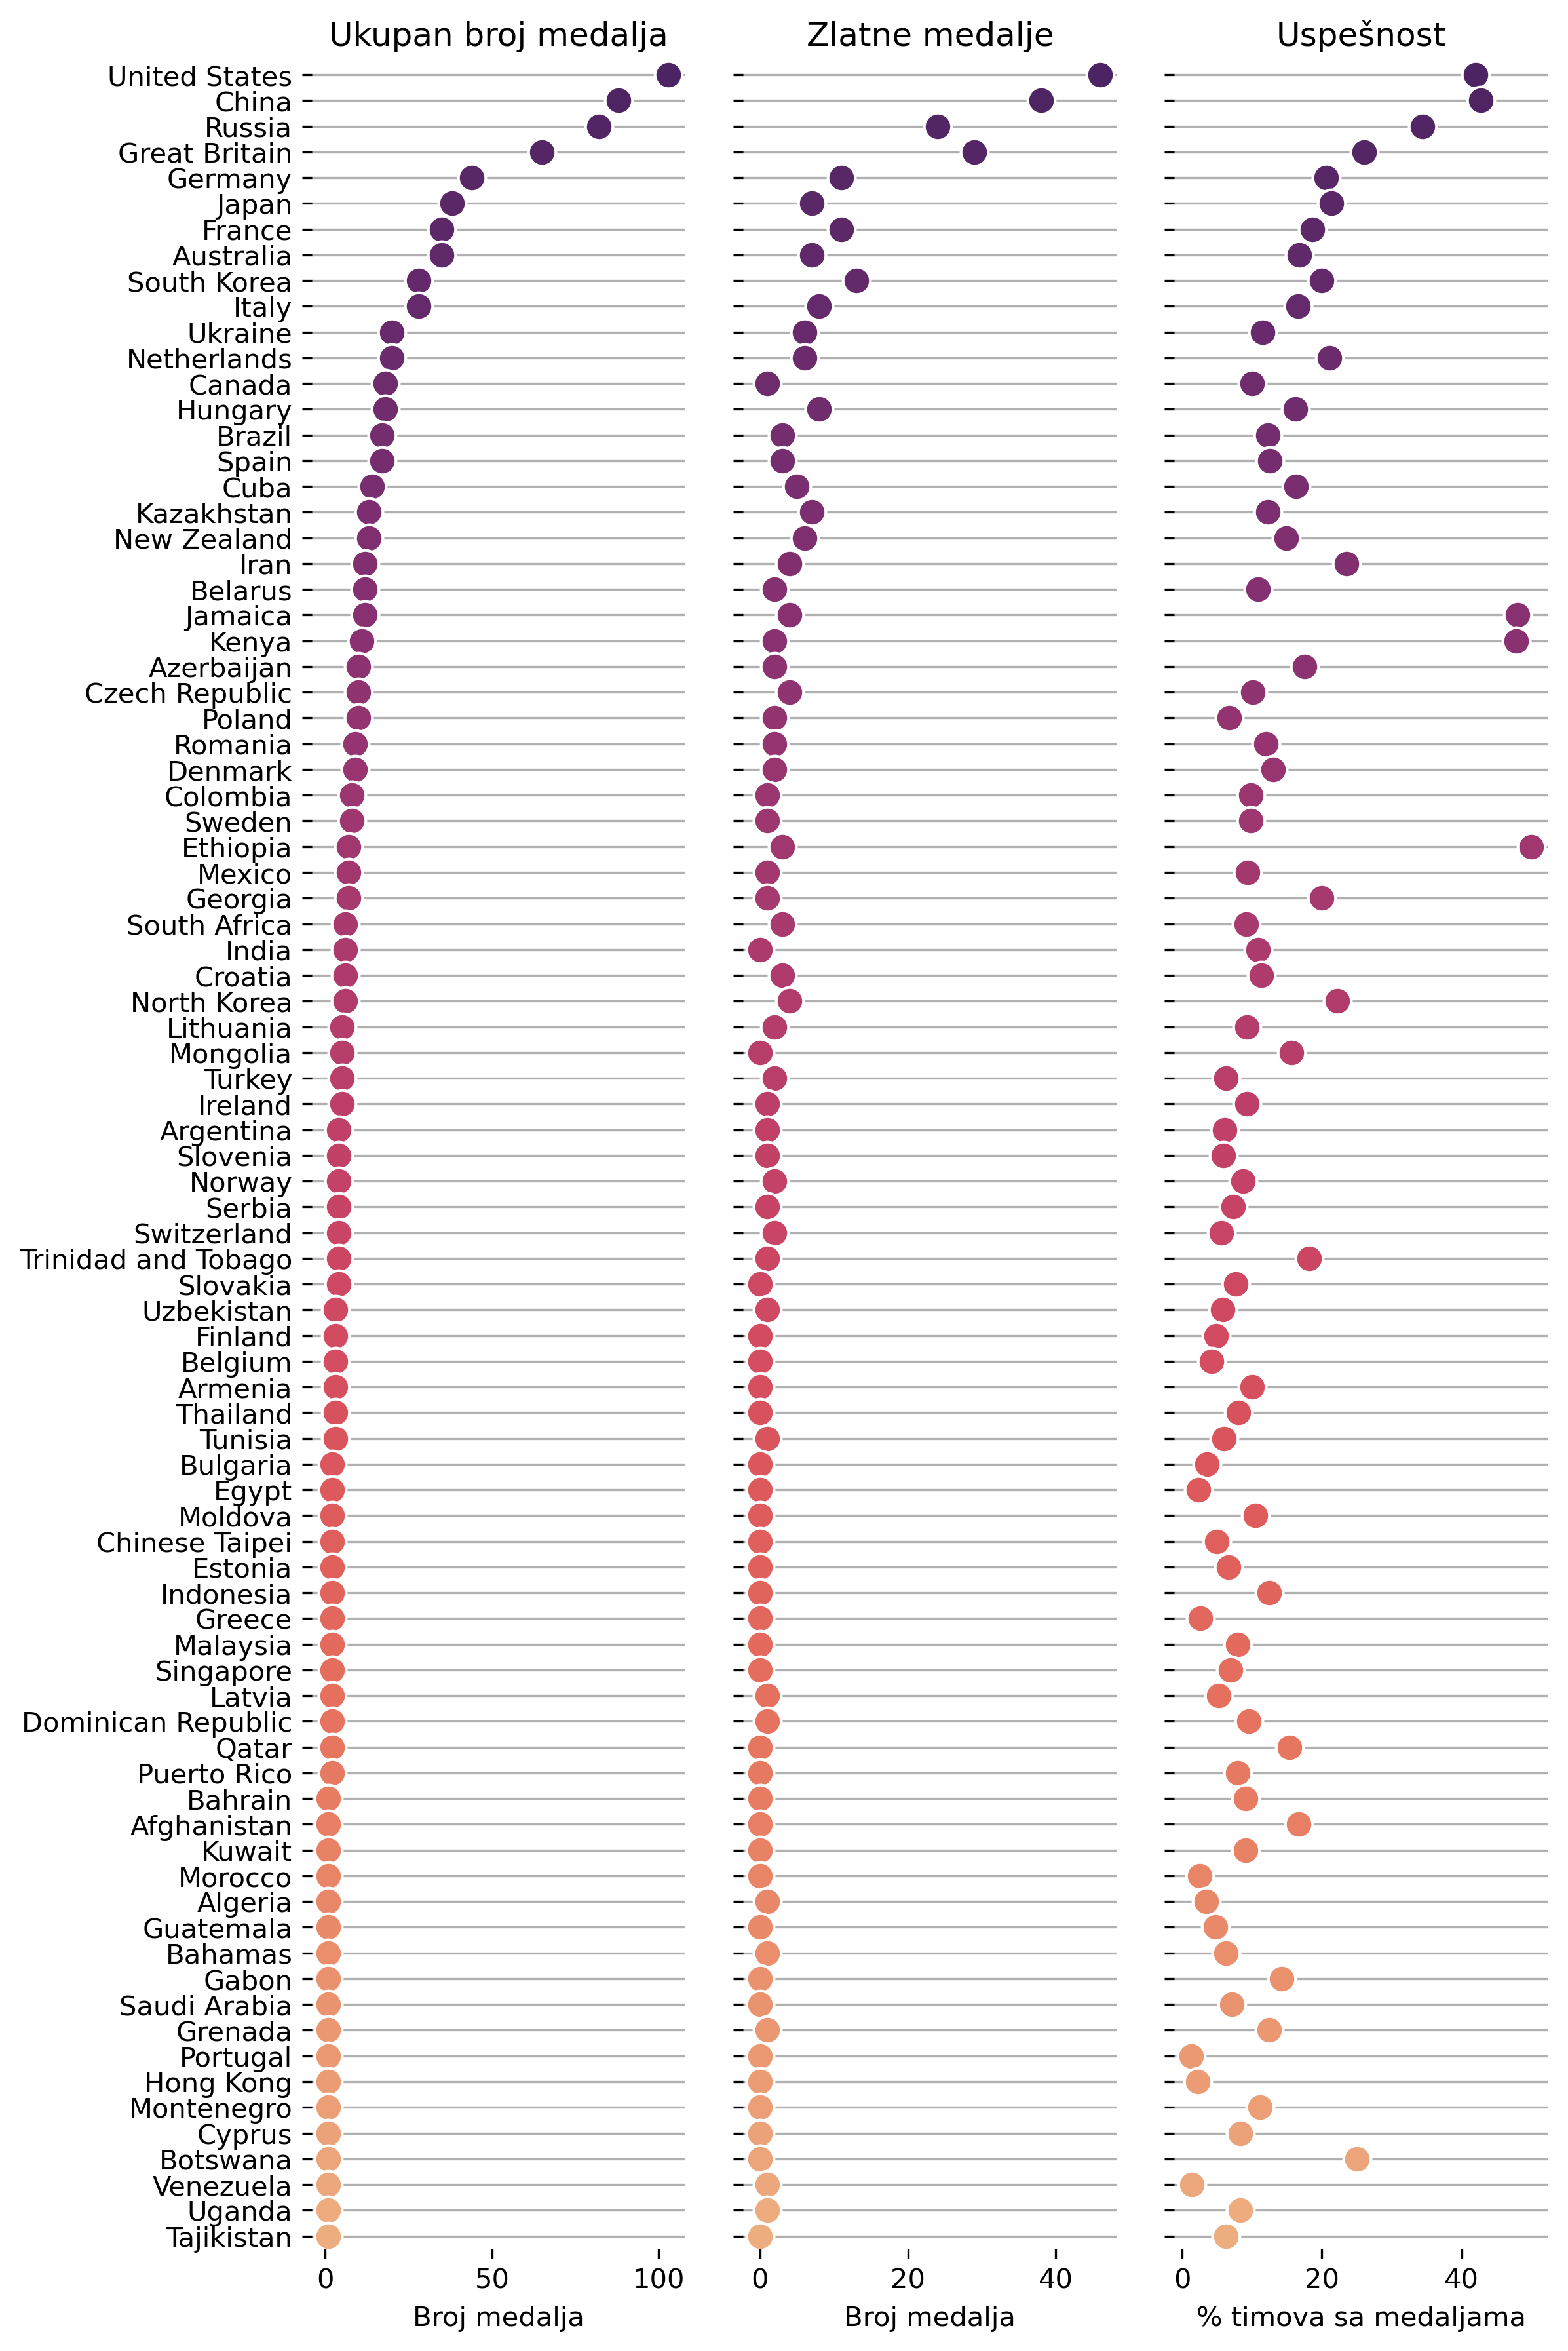 Ukupan broj medalja
Zlatne medalje
Uspešnost
United States
China
Russia
Great Britain
Germany
Japan
France
Australia
South Korea
Italy
Ukraine
Netherlands
Canada
Hungary
Brazil
Spain
Cuba
Kazakhstan
New Zealand
Iran
Belarus
Jamaica
Kenya
Azerbaijan
Czech Republic
Poland
Romania
Denmark
Colombia
Sweden
Ethiopia
Mexico
Georgia
South Africa
India
Croatia
North Korea
Lithuania
Mongolia
Turkey
Ireland
Argentina
Slovenia
Norway
Serbia
Switzerland
Trinidad and Tobago
Slovakia
Uzbekistan
Finland
Belgium
Armenia
Thailand
Tunisia
Bulgaria
Egypt
Moldova
Chinese Taipei
Estonia
Indonesia
Greece
Malaysia
Singapore
Latvia
Dominican Republic
Qatar
Puerto Rico
Bahrain
Afghanistan
Kuwait
Morocco
Algeria
Guatemala
Bahamas
Gabon
Saudi Arabia
Grenada
Portugal
Hong Kong
Montenegro
Cyprus
Botswana
Venezuela
Uganda
Tajikistan
0 50 100
0 20 40
0 20 40
Broj medalja
Broj medalja
% timova sa medaljama